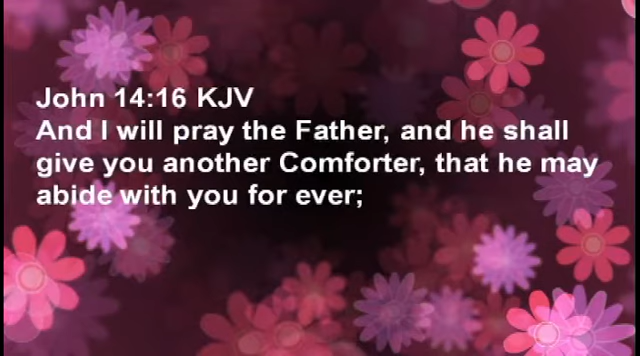 John 14:16 KJV
And I will pray the Father, and he shall
give you another Comforter, that he may
abide with you for ever;